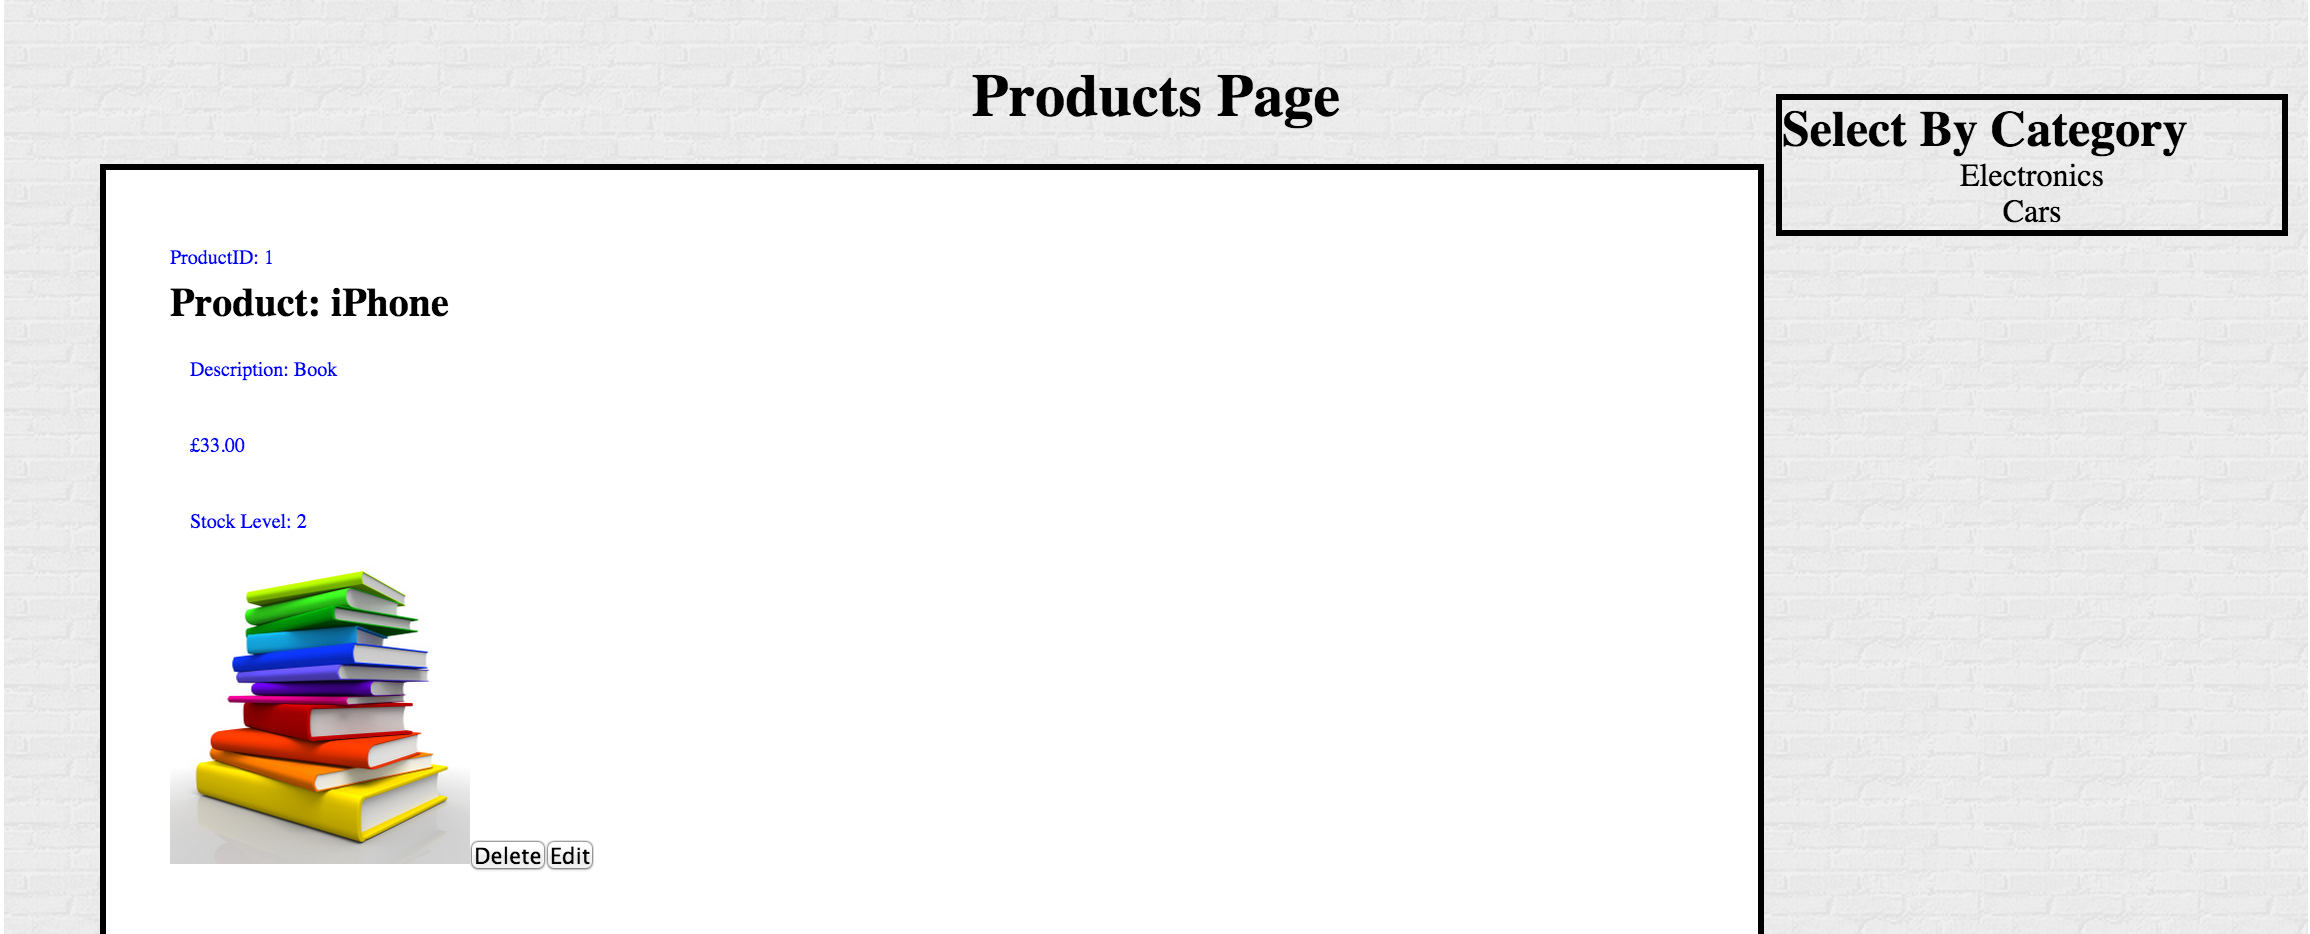 Products Page
Select By Category
Electronics
Cars
ProductID: 1
Product: iPhone
Description: Book
£33.00
Stock Level: 2
Delete Edit